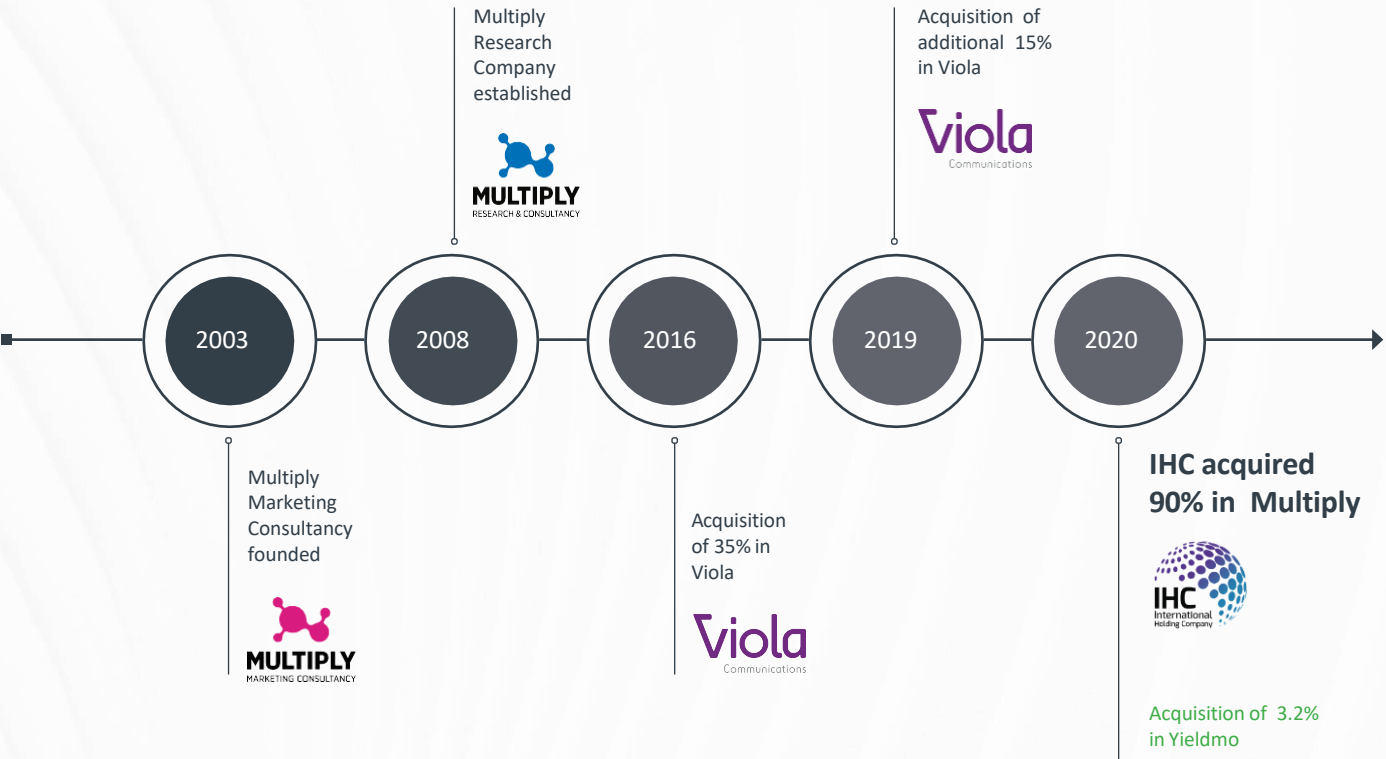 Multiply
Research
Company
established
MULTIPLY
RESEARCH & CONSULTANCY
Acquisition of
additional 15%
in Viola
Viola
Communications
2003
2008
2016
2019
2020
Multiply
Marketing
Consultancy
founded
MULTIPLY
MARKETING CONSULTANCY
Acquisition
of 35% in
Viola
Viola
Communications
IHC acquired
90% in Multiply
IHC
International
Holding Company
Acquisition of 3.2%
in Yieldmo